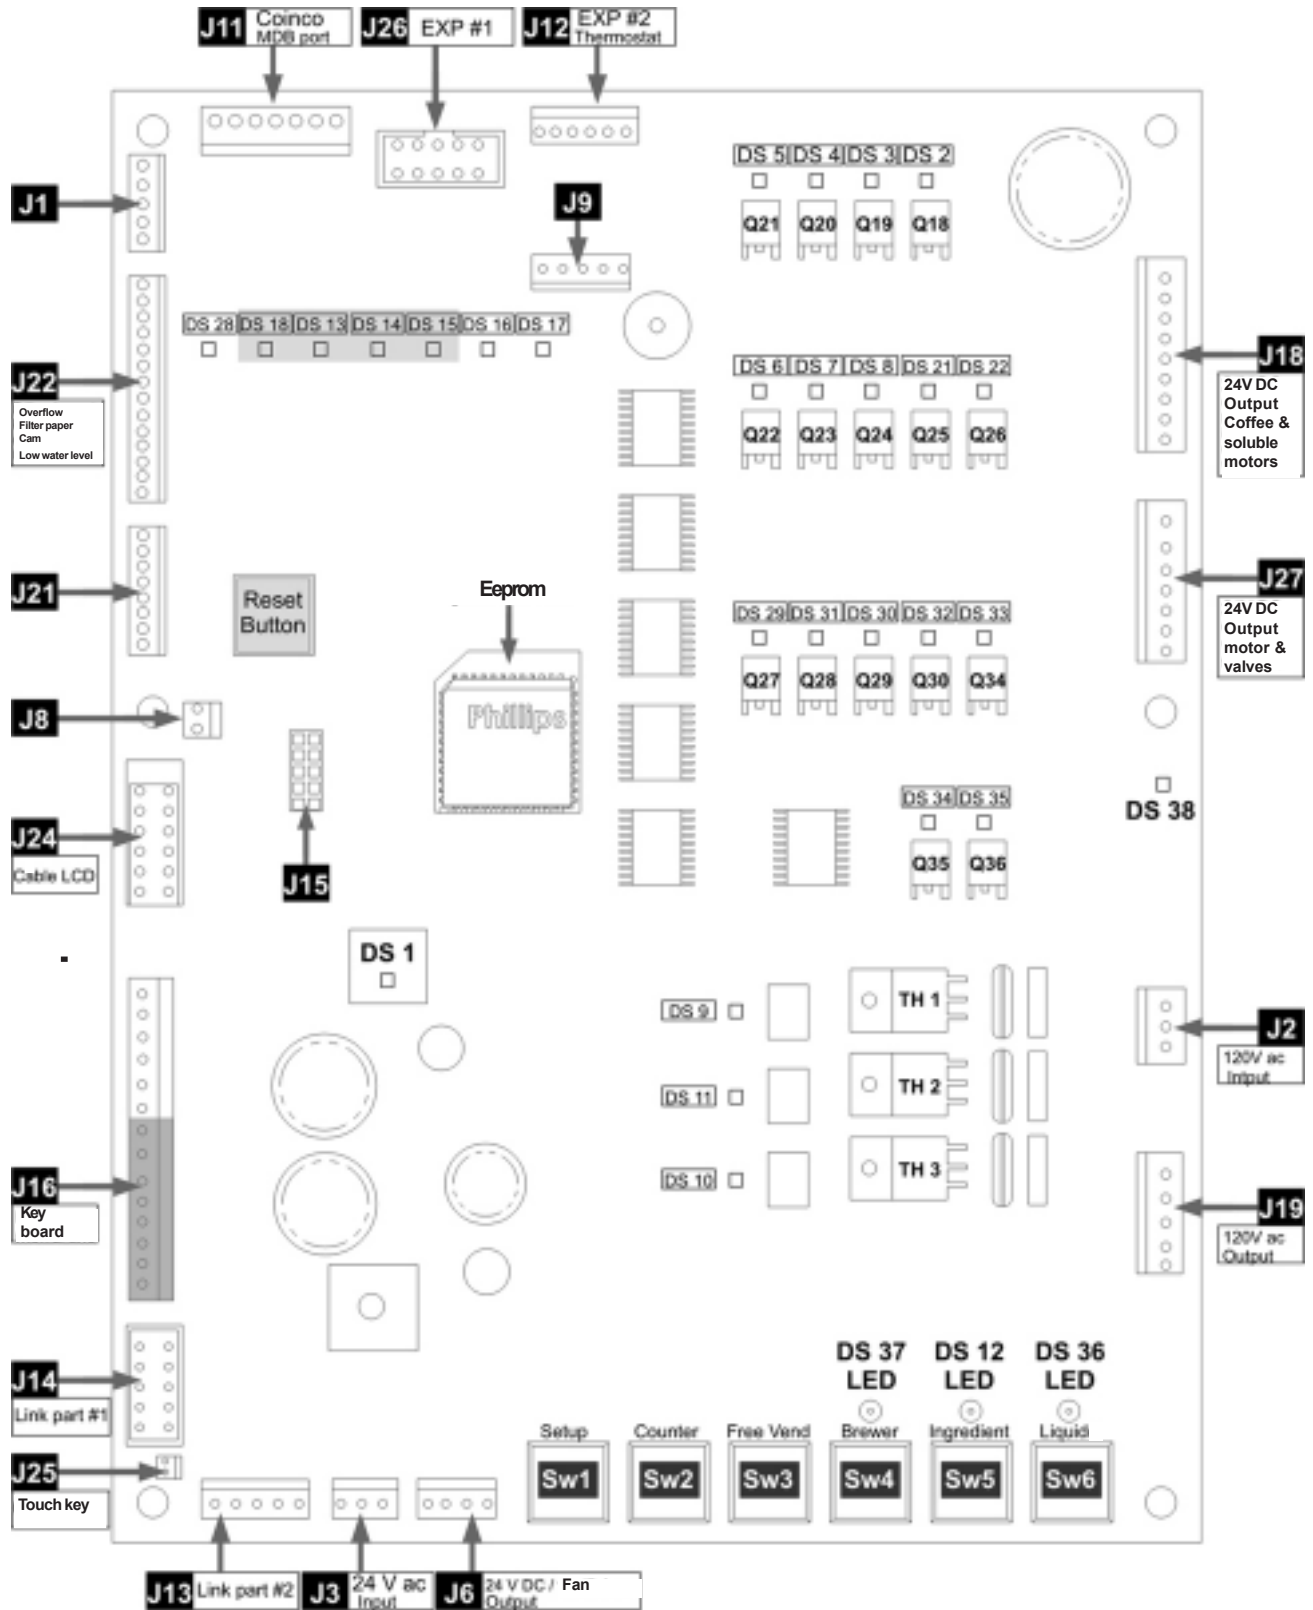 J11 Coinco
MDB port
J26 EXP #1
J12 EXP #2
Thermostat
J1
J9
DS 5 DS 4 DS 3 DS 2
Q21 Q20 Q19 Q18
DS 28 DS 18 DS 13 DS 14 DS 15 DS 16 DS 17
J22
Overflow
Filter paper
Cam
Low water level
DS 6 DS 7 DS 8 DS 21 DS 22
Q22 Q23 Q24 Q25 Q26
J18
24V DC
Output
Coffee &
soluble
motors
J21
Reset
Button
Eeprom
Phillips
DS 29 DS 31 DS 30 DS 32 DS 33
Q27 Q28 Q29 Q30 Q34
J27
24V DC
Output
motor &
valves
J8
J24
Cable LCD
J15
DS 34 DS 35
Q35 Q36
DS 38
DS 1
DS 9
TH 1
J2
120V ac
Intput
DS 11
TH 2
DS 10
TH 3
J16
Key
board
J19
120V ac
Output
J14
Link part #1
DS 37
LED
DS 12
LED
DS 36
LED
Setup Counter Free Vend Brewer Ingredient Liquid
Sw1 Sw2 Sw3 Sw4 Sw5 Sw6
J25
Touch key
J13 Link part #2
J3 24 V ac
Input
J6 24 V DC / Fan
Output